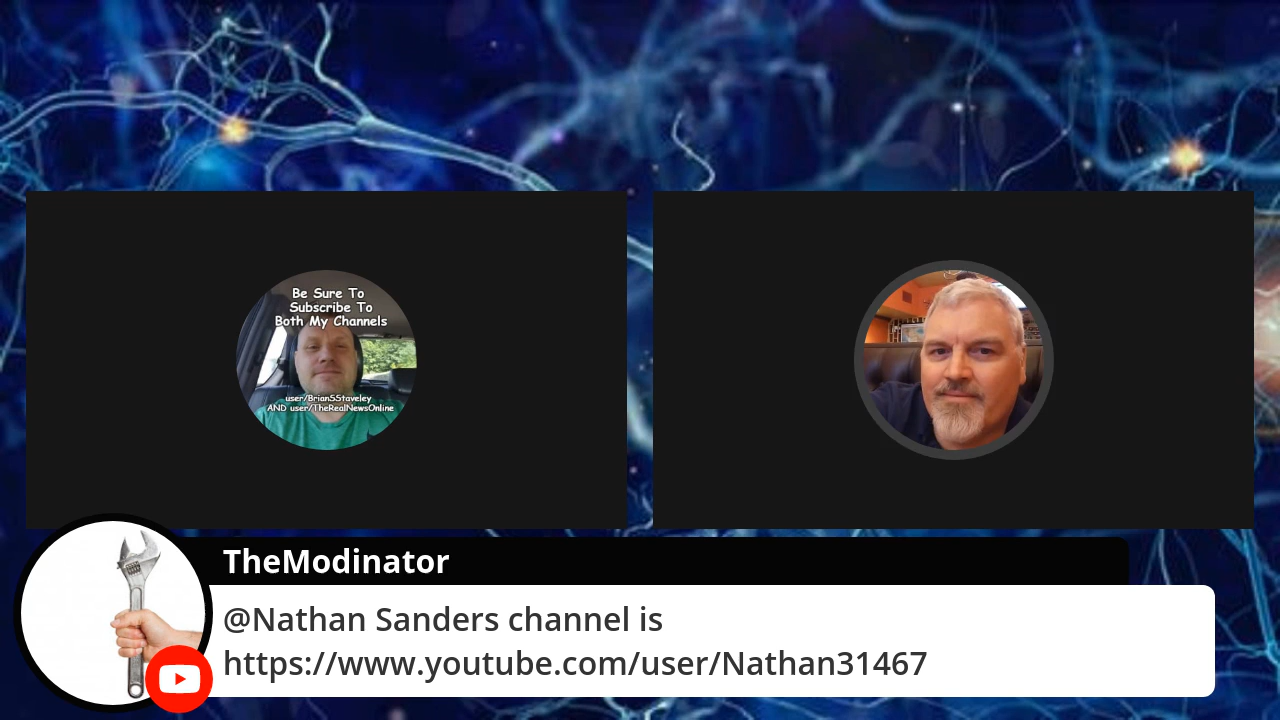 Be Sure To
Subscribe To
Both My Channels
user/BrianSStaveley
AND user/TheRealNewsOnline
TheModinator
@Nathan Sanders channel is
https://www.youtube.com/user/Nathan31467